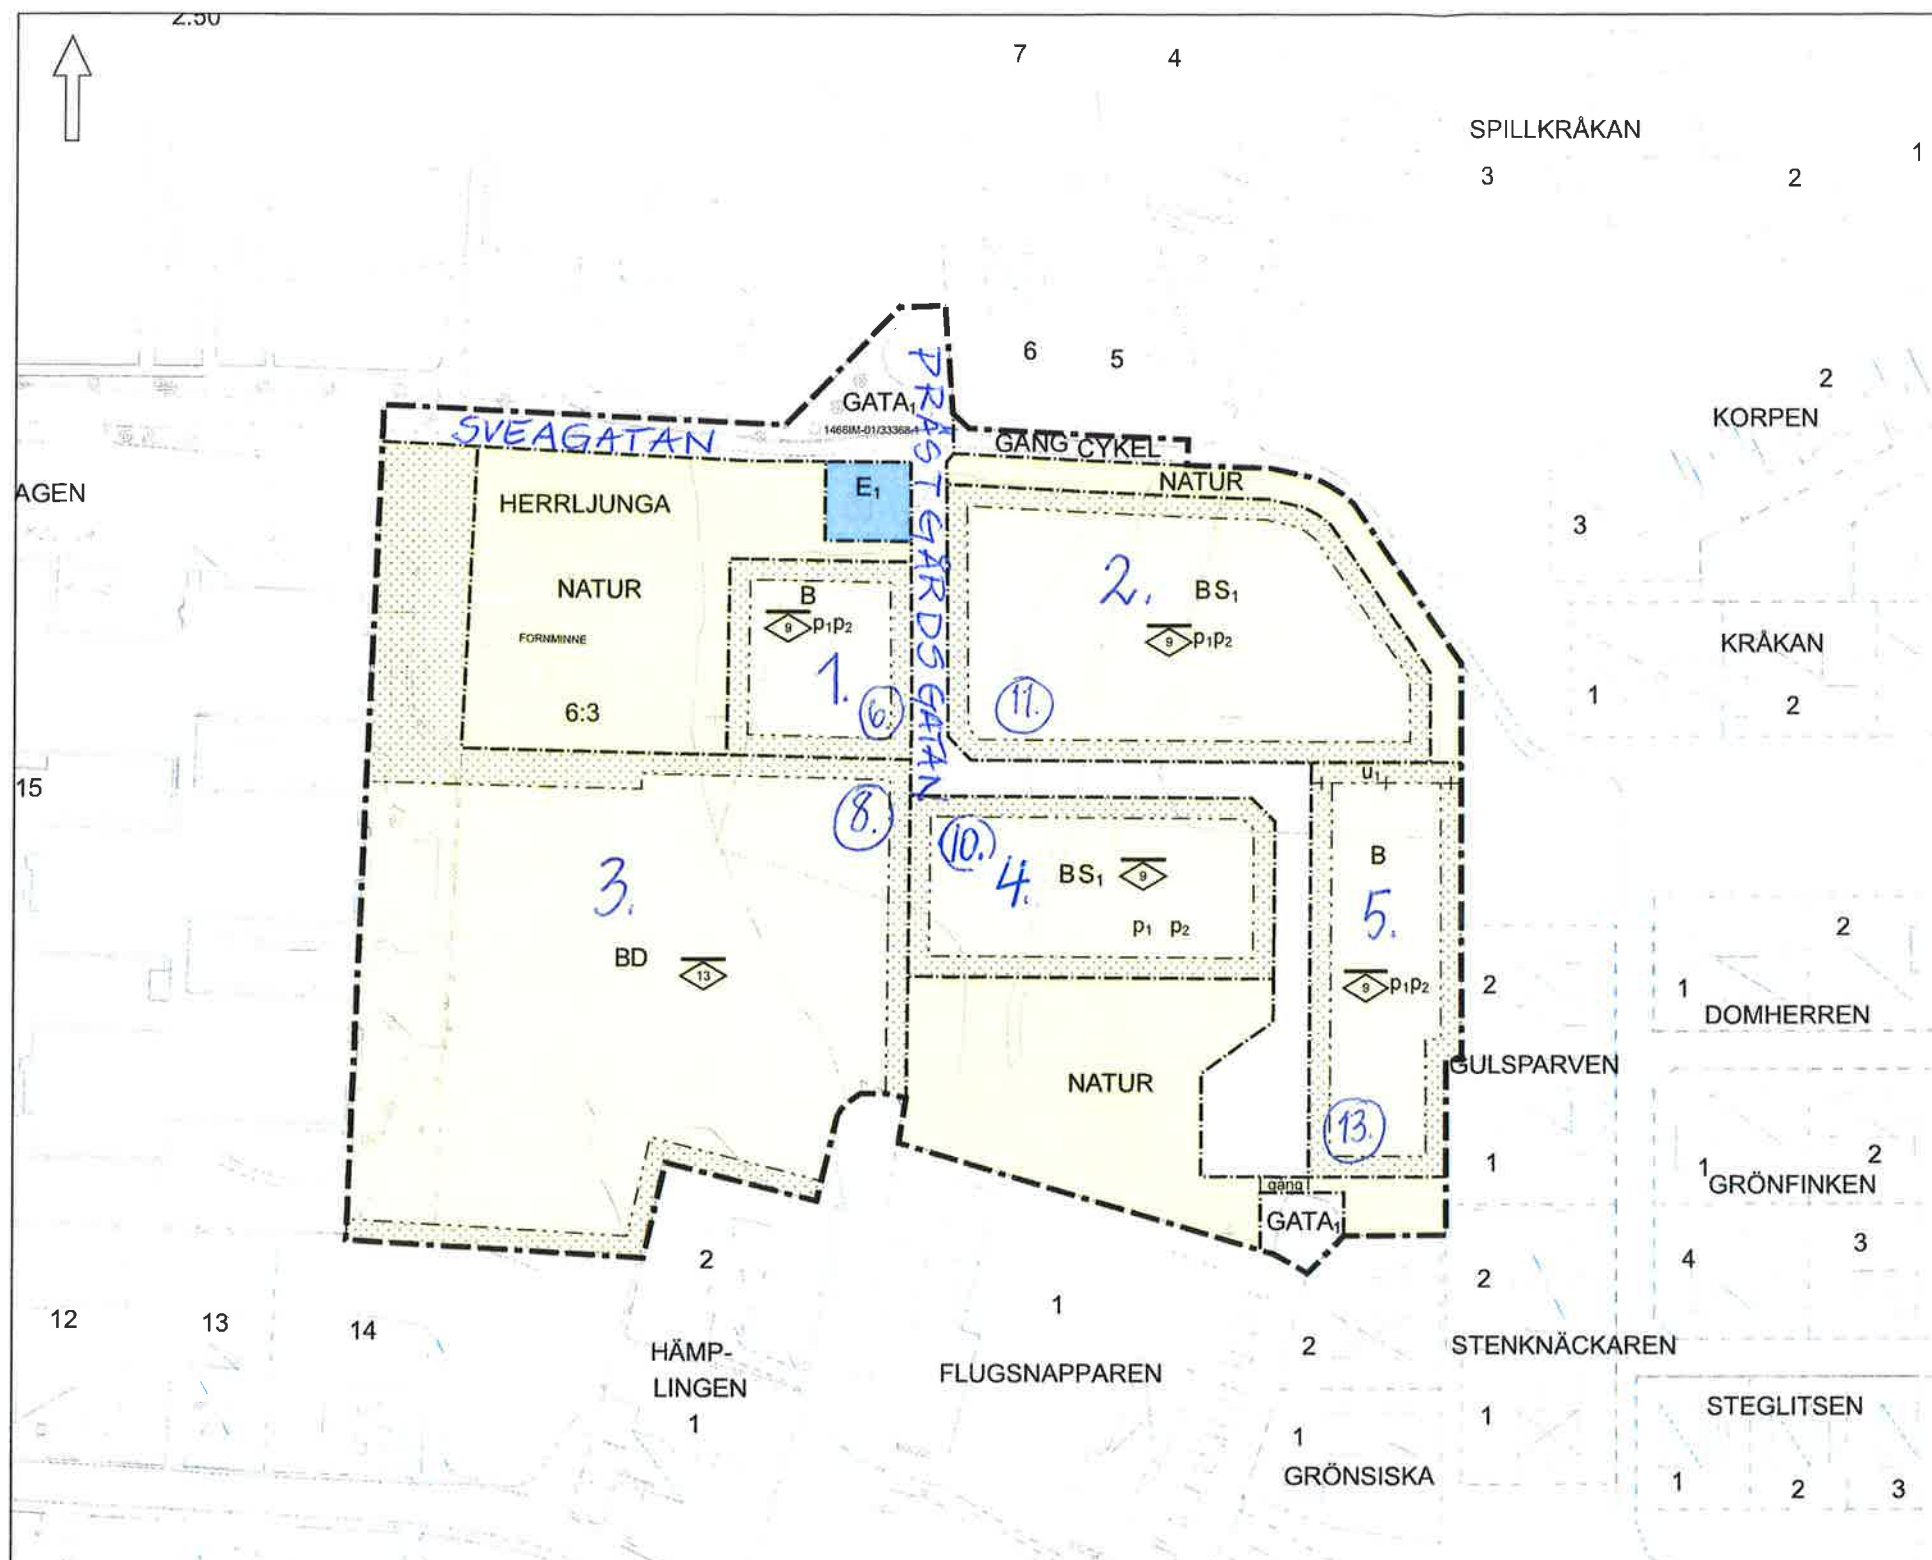 2:50
7
4
SPILLKRÅKAN
3
2
1
6
5
2
KORPEN
GATA1
1466IM-01/33368.1
SVEAGATAN
PRÄSTGÅRDSGATAN
GÅNG CYKEL
NATUR
AGEN
HERRLJUNGA
E1
3
NATUR
FORNMINNE
6:3
B
9 p1p2
1.
6.
2.
BS1
9 p1p2
11.
KRÅKAN
1
2
15
u1
8.
3.
BD
13
10.
4.
BS1
9
p1 p2
B
5.
9 p1p2
13.
2
1
2
DOMHERREN
GULSPARVEN
NATUR
1
1
2
GRÖNFINKEN
gång
GATA1
2
2
4
3
12
13
14
1
2
HÄMP-
LINGEN
1
FLUGSNAPPAREN
STENKNÄCKAREN
1
STEGLITSEN
1
GRÖNSISKA
1
2
3